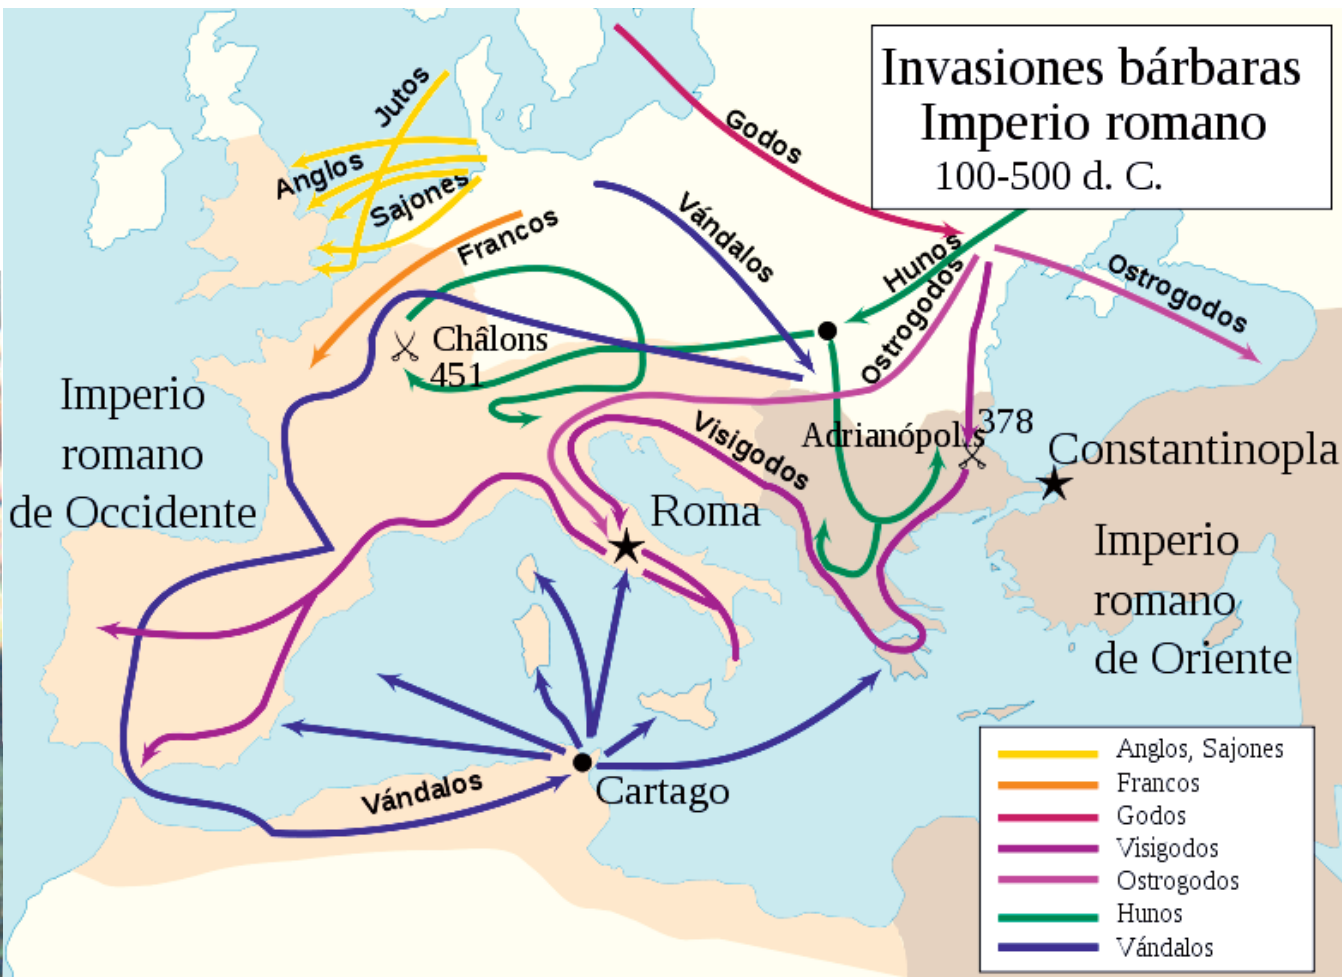 Invasiones bárbaras
Imperio romano
100-500 d. C.
Jutos
Anglos
Sajones
Francos
Godos
Vándalos
Hunos
Ostrogodos
Ostrogodos
Châlons
451
Imperio
romano
de Occidente
Visigodos
Adrianópolis
378
Constantinopla
Roma
Imperio
romano
de Oriente
Vándalos
Cartago
Anglos, Sajones
Francos
Godos
Visigodos
Ostrogodos
Hunos
Vándalos